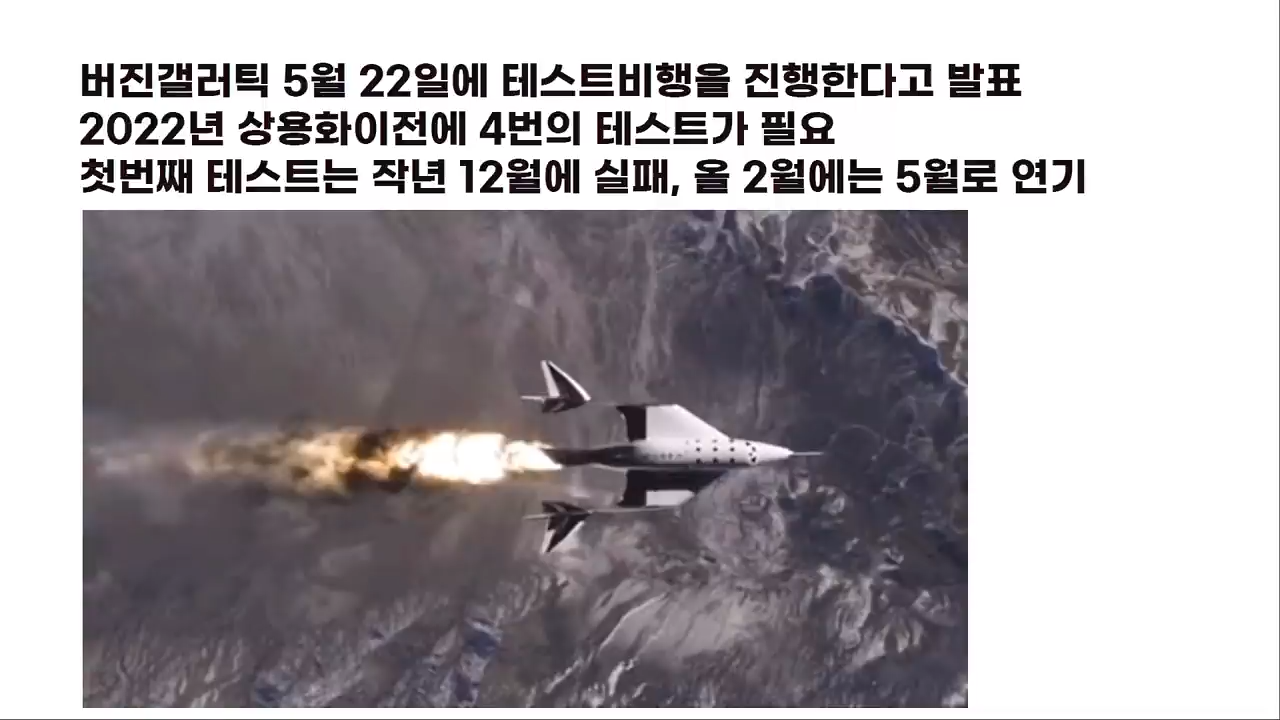 버진갤러틱 5월 22일에 테스트비행을 진행한다고 발표
2022년 상용화이전에 4번의 테스트가 필요
첫번째 테스트는 작년 12월에 실패, 올 2월에는 5월로 연기